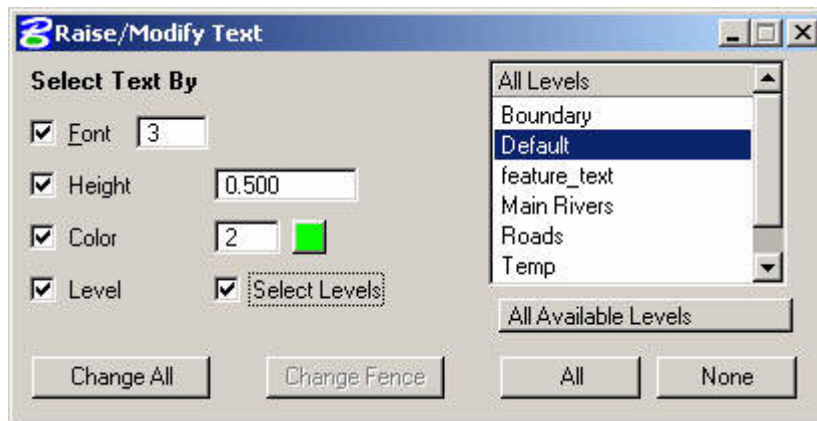 Raise/Modify Text
Select Text By
Font 3
Height 0.500
Color 2
Level Select Levels
All Levels
Boundary
Default
feature_text
Main Rivers
Roads
Temp
All Available Levels
Change All Change Fence All None